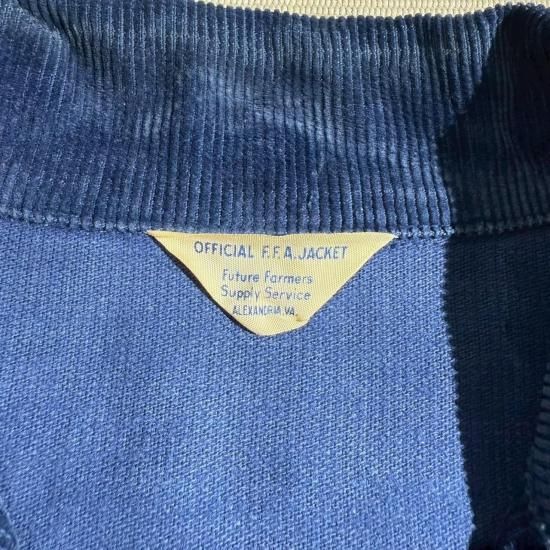 OFFICIAL F.F.A. JACKET
Future Farmers
Supply Service
ALEXANDRIA, VA.